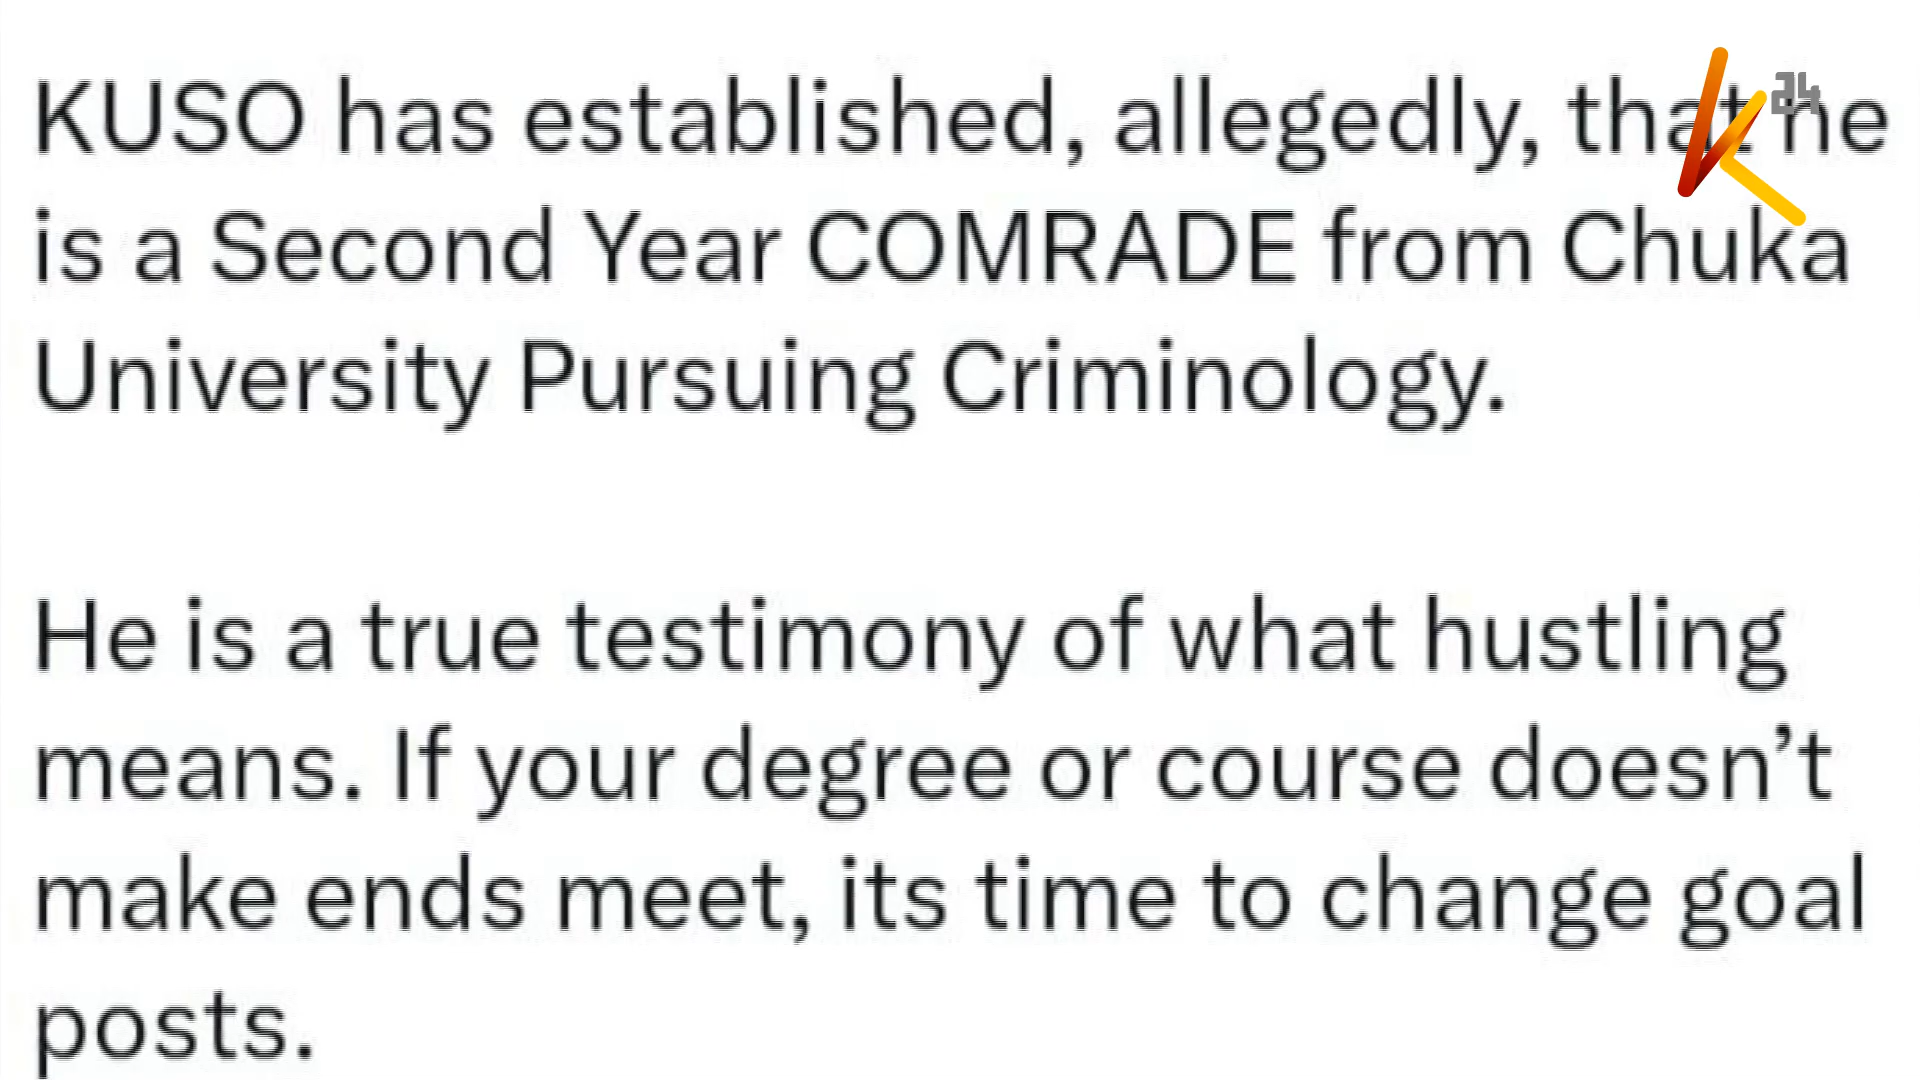 KUSO has established, allegedly, that he
is a Second Year COMRADE from Chuka
University Pursuing Criminology.
He is a true testimony of what hustling
means. If your degree or course doesn’t
make ends meet, its time to change goal
posts.
K24